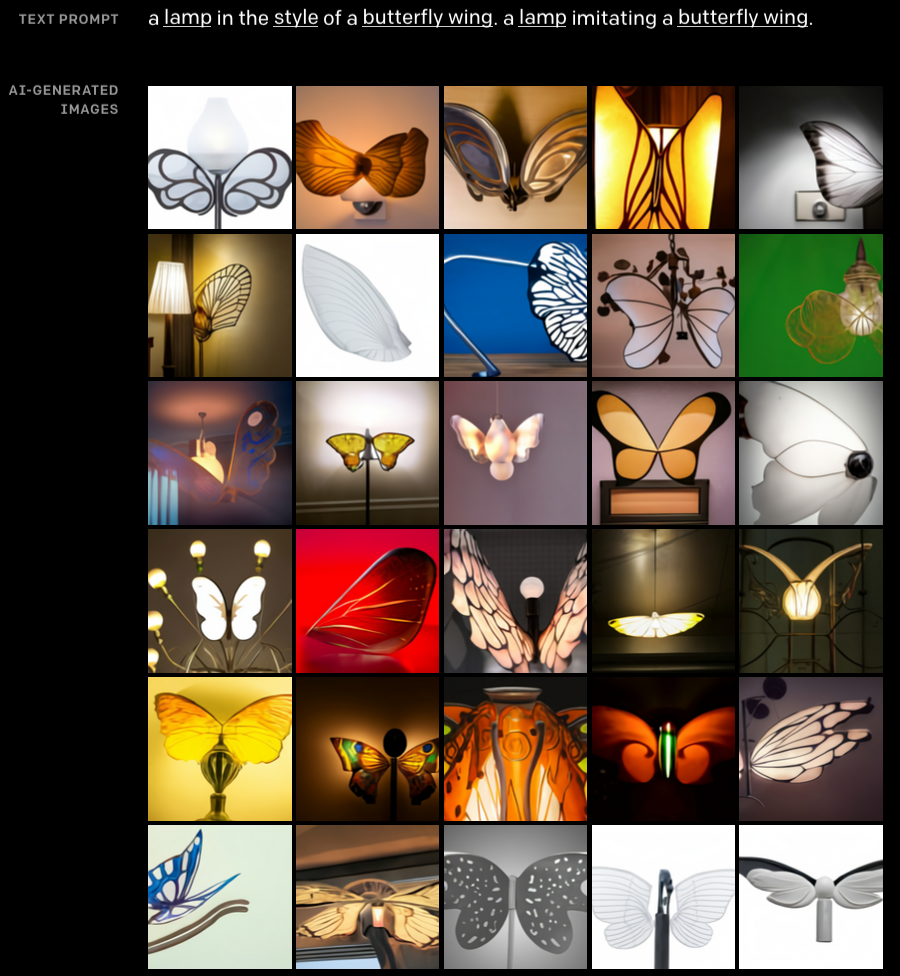 TEXT PROMPT
a lamp in the style of a butterfly wing. a lamp imitating a butterfly wing.
AI-GENERATED
IMAGES